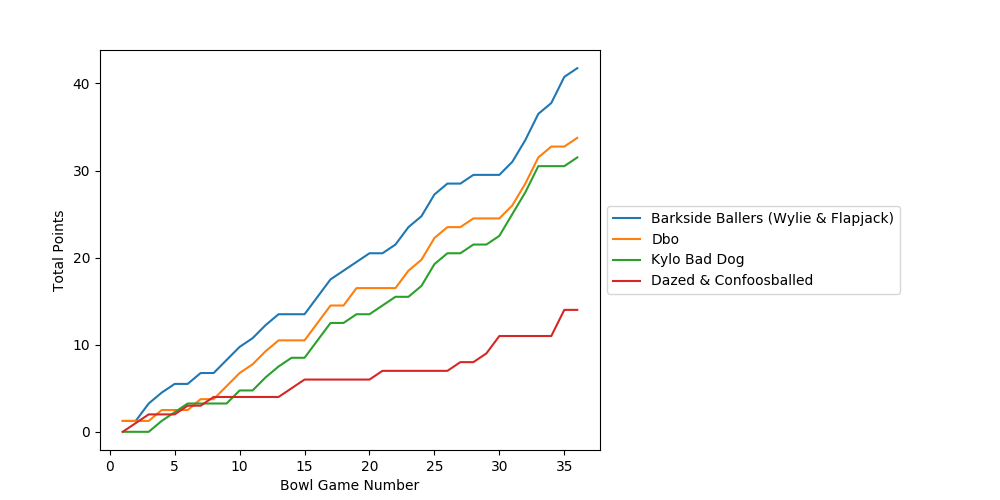 40
30
20
10
0
Total Points
0 5 10 15 20 25 30 35
Bowl Game Number
Barkside Ballers (Wylie & Flapjack)
Dbo
Kylo Bad Dog
Dazed & Confoosballed